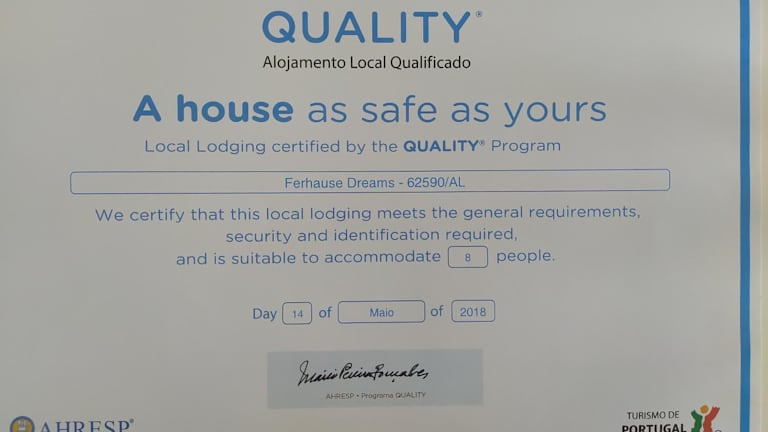 QUALITY®
Alojamento Local Qualificado
A house as safe as yours
Local Lodging certified by the QUALITY® Program
Ferhause Dreams - 62590/AL
We certify that this local lodging meets the general requirements,
security and identification required,
and is suitable to accommodate 8 people.
Day 14 of Maio of 2018
AHRESP • Programa QUALITY
AHRESP®
TURISMO DE
PORTUGAL